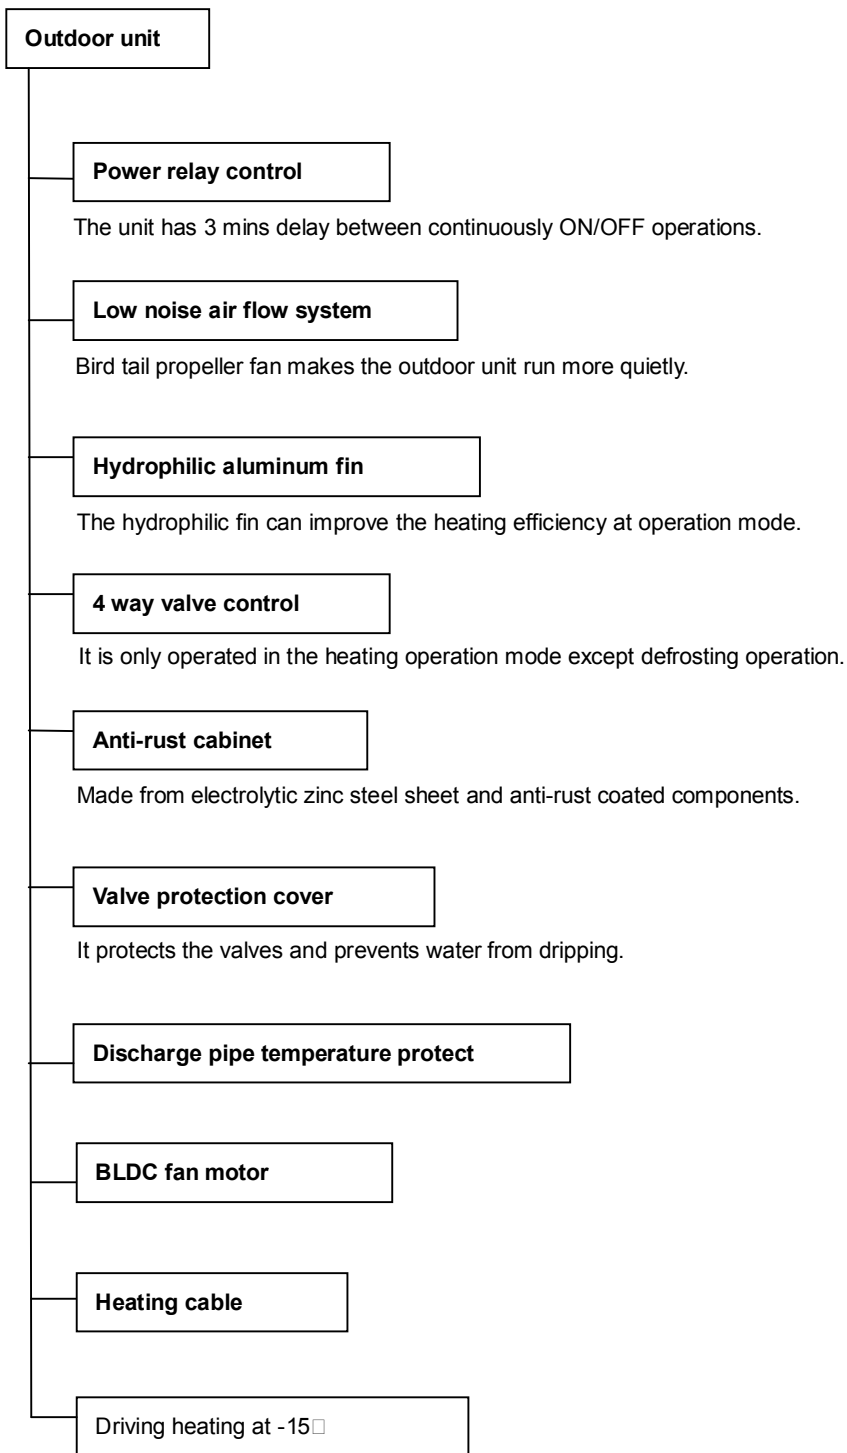 Outdoor unit
Power relay control
The unit has 3 mins delay between continuously ON/OFF operations.
Low noise air flow system
Bird tail propeller fan makes the outdoor unit run more quietly.
Hydrophilic aluminum fin
The hydrophilic fin can improve the heating efficiency at operation mode.
4 way valve control
It is only operated in the heating operation mode except defrosting operation.
Anti-rust cabinet
Made from electrolytic zinc steel sheet and anti-rust coated components.
Valve protection cover
It protects the valves and prevents water from dripping.
Discharge pipe temperature protect
BLDC fan motor
Heating cable
Driving heating at -15□